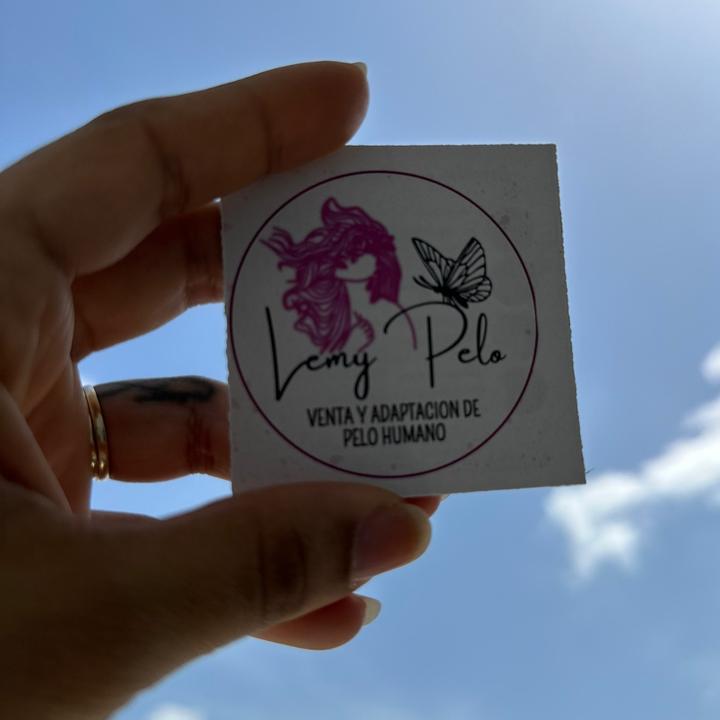 Lemy Pelo
VENTA Y ADAPTACION DE
PELO HUMANO